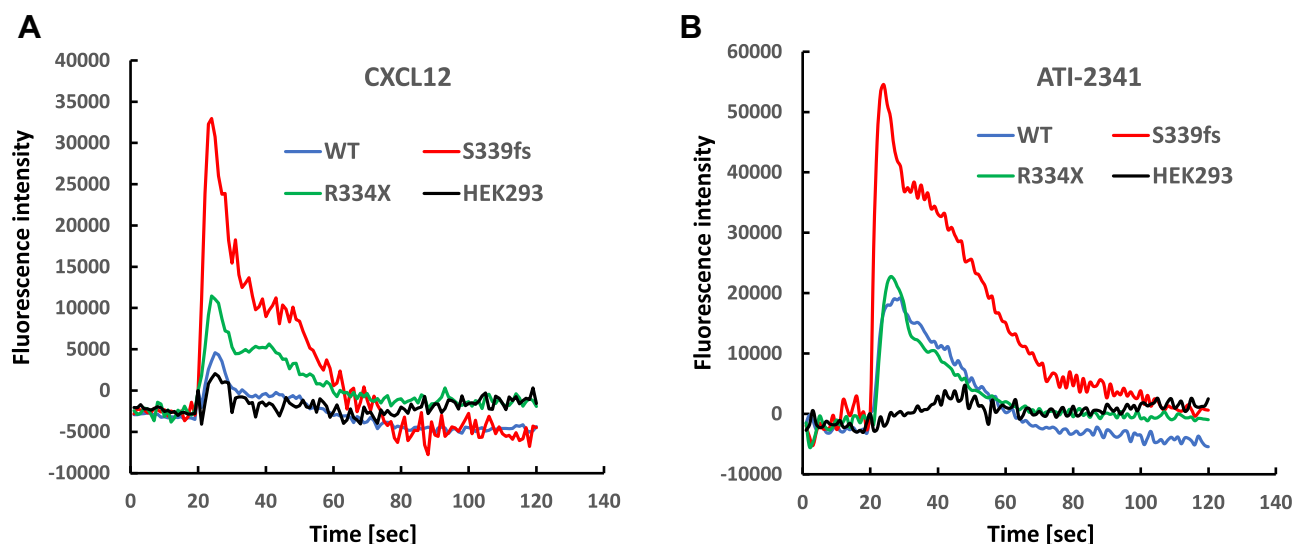 A
CXCL12
Fluorescence intensity
40000
35000
30000
25000
20000
15000
10000
5000
0
-5000
-10000
WT
S339fs
R334X
HEK293
0 20 40 60 80 100 120 140
Time [sec]
B
ATI-2341
Fluorescence intensity
60000
50000
40000
30000
20000
10000
0
-10000
WT
S339fs
R334X
HEK293
0 20 40 60 80 100 120 140
Time [sec]